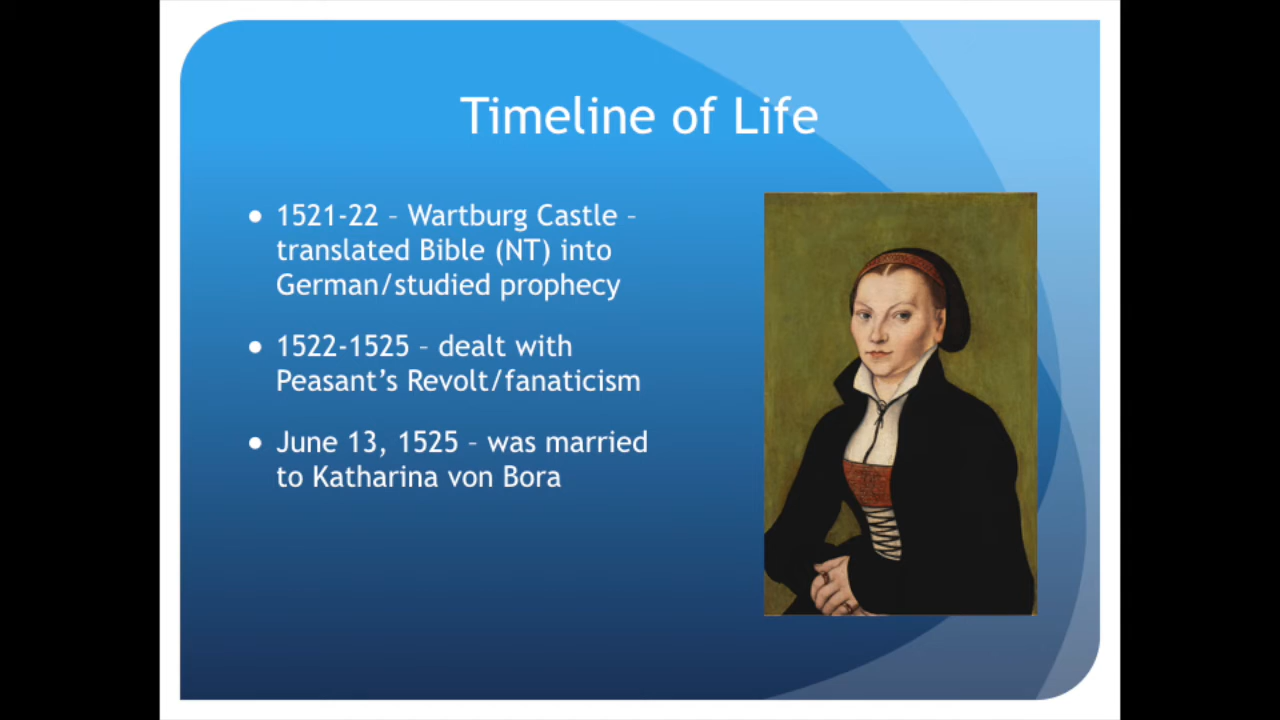 Timeline of Life
• 1521-22 – Wartburg Castle –
translated Bible (NT) into
German/studied prophecy
• 1522-1525 – dealt with
Peasant’s Revolt/fanaticism
• June 13, 1525 – was married
to Katharina von Bora